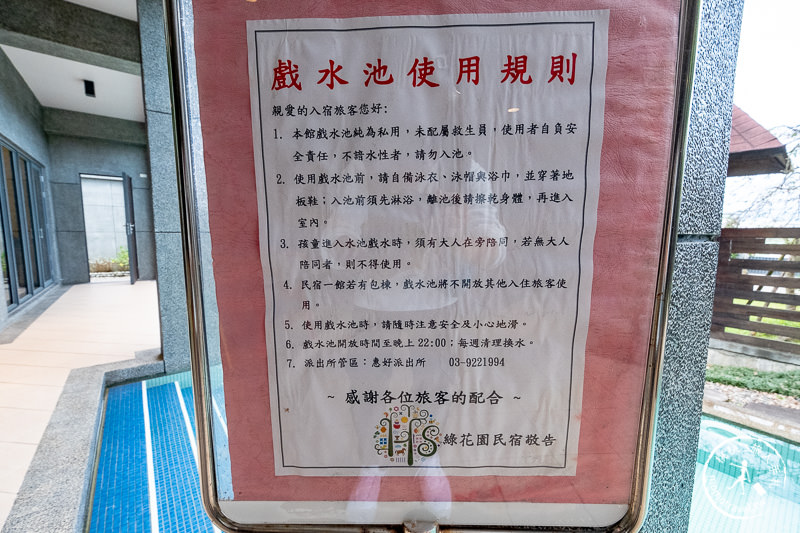 戲水池使用規則
親愛的入宿旅客您好:
1. 本館戲水池純為私用，未配屬救生員，使用者自負安
全責任，不諳水性者，請勿入池。
2. 使用戲水池前，請自備泳衣、泳帽與浴巾，並穿著地
板鞋；入池前須先淋浴，離池後請擦乾身體，再進入
室內。
3. 孩童進入水池戲水時，須有大人在旁陪同，若無大人
陪同者，則不得使用。
4. 民宿一館若有包棟，戲水池將不開放其他入住旅客使
用。
5. 使用戲水池時，請隨時注意安全及小心地滑。
6. 戲水池開放時間至晚上22:00；每週清理換水。
7. 派出所管區：惠好派出所 03-9221994
~ 感謝各位旅客的配合 ~
綠花園民宿敬告